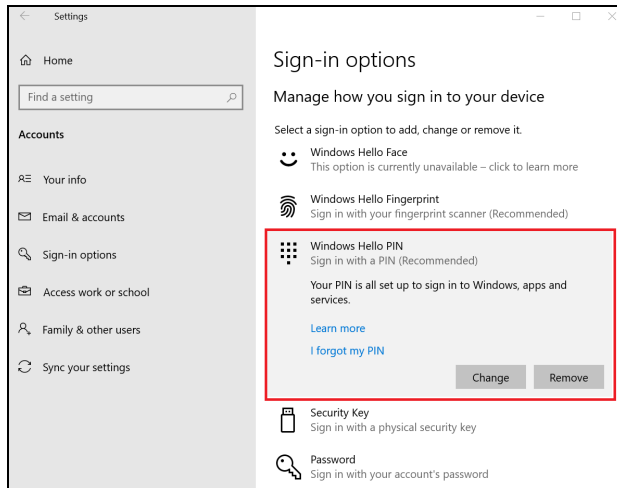 Settings
Home
Find a setting
Accounts
Your info
Email & accounts
Sign-in options
Access work or school
Family & other users
Sync your settings
Sign-in options
Manage how you sign in to your device
Select a sign-in option to add, change or remove it.
Windows Hello Face
This option is currently unavailable – click to learn more
Windows Hello Fingerprint
Sign in with your fingerprint scanner (Recommended)
Windows Hello PIN
Sign in with a PIN (Recommended)
Your PIN is all set up to sign in to Windows, apps and
services.
Learn more
I forgot my PIN
Change Remove
Security Key
Sign in with a physical security key
Password
Sign in with your account's password